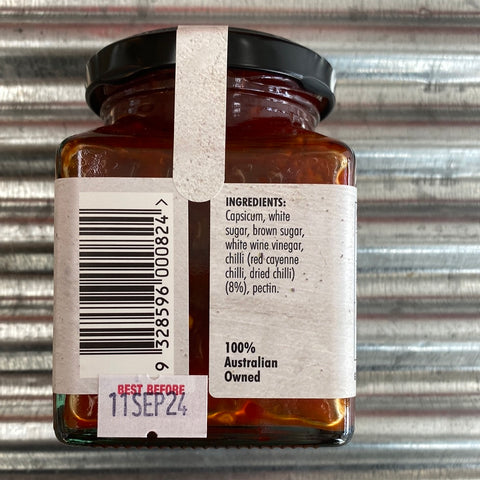 INGREDIENTS:
Capsicum, white
sugar, brown sugar,
white wine vinegar,
chilli (red cayenne
chilli, dried chilli)
(8%), pectin.
100%
Australian
Owned
9 328596 000824 >
BEST BEFORE
11SEP24